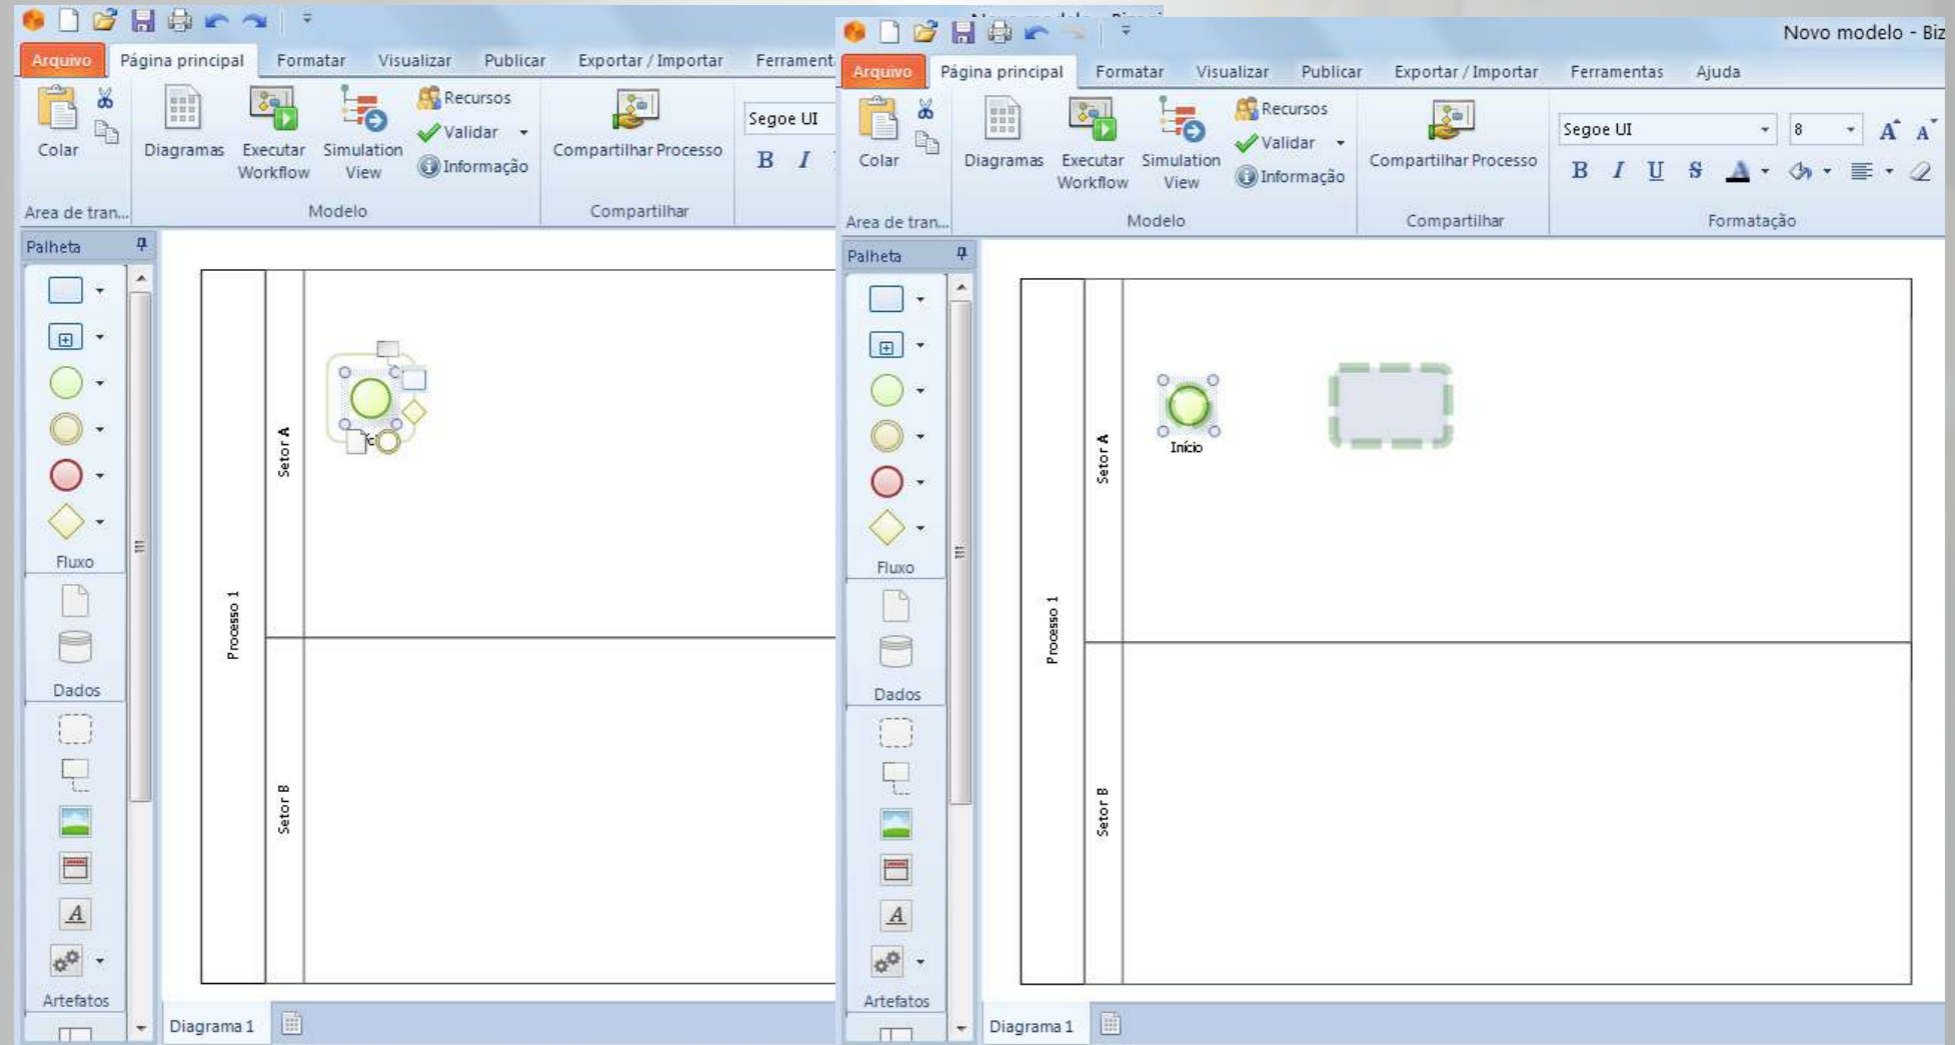 Novo modelo - Biz
Arquivo Página principal Formatar Visualizar Publicar Exportar / Importar
Colar
Diagramas
Executar Workflow
Simulation View
Recursos
Validar
Informação
Compartilhar Processo
Segoe UI
B I
Area de tran...
Modelo
Compartilhar
Palheta
Fluxo
Dados
A
Artefatos
Processo 1
Setor A
Setor B
Diagrama 1
Arquivo Página principal Formatar Visualizar Publicar Exportar / Importar Ferramentas Ajuda
Colar
Diagramas
Executar Workflow
Simulation View
Recursos
Validar
Informação
Compartilhar Processo
Segoe UI 8 A A
B I U S A
Area de tran...
Modelo
Compartilhar
Formatação
Palheta
Fluxo
Dados
A
Artefatos
Processo 1
Setor A
Início
Setor B
Diagrama 1